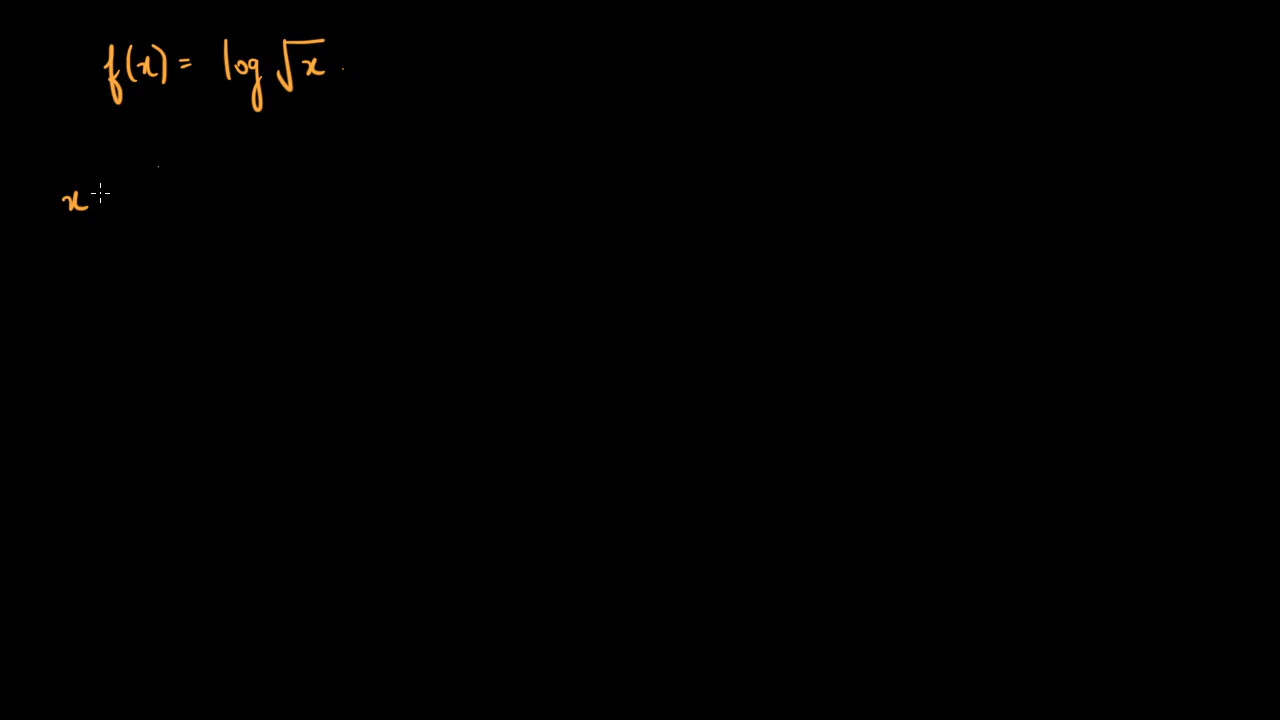 f(x) = log √x
x